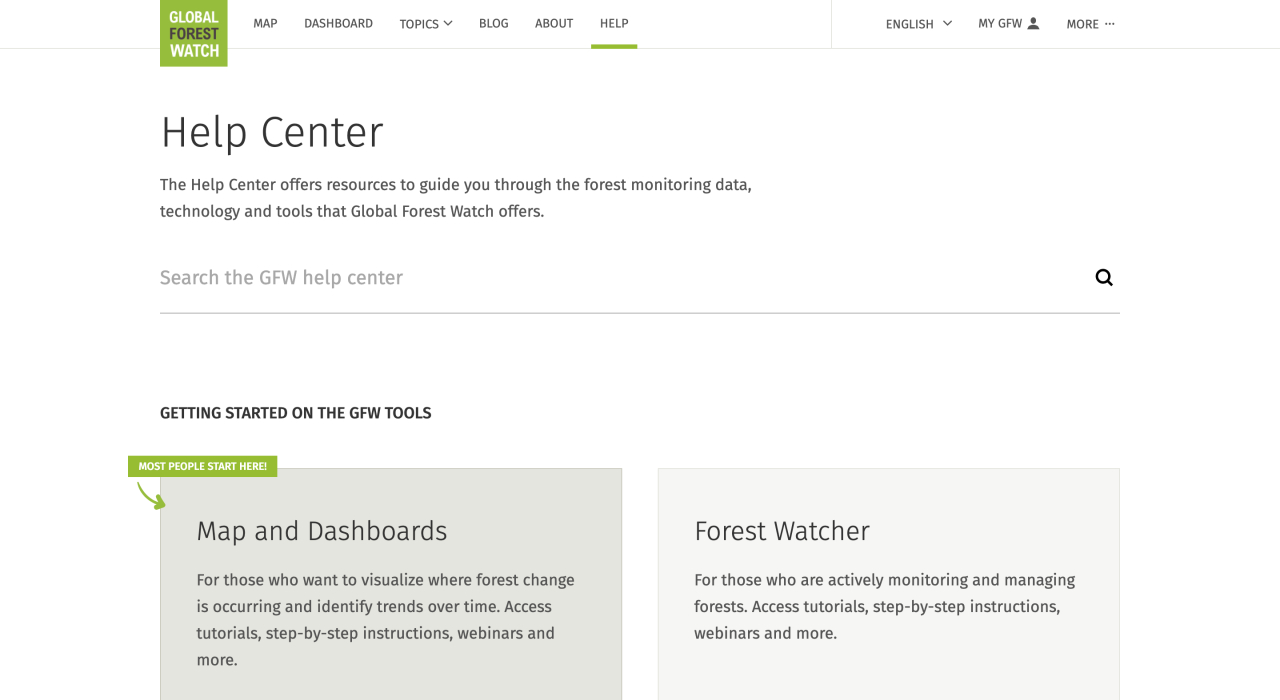 GLOBAL
FOREST
WATCH
MAP DASHBOARD TOPICS BLOG ABOUT HELP
ENGLISH MY GFW MORE
Help Center
The Help Center offers resources to guide you through the forest monitoring data,
technology and tools that Global Forest Watch offers.
Search the GFW help center
GETTING STARTED ON THE GFW TOOLS
MOST PEOPLE START HERE!
Map and Dashboards
For those who want to visualize where forest change
is occurring and identify trends over time. Access
tutorials, step-by-step instructions, webinars and
more.
Forest Watcher
For those who are actively monitoring and managing
forests. Access tutorials, step-by-step instructions,
webinars and more.